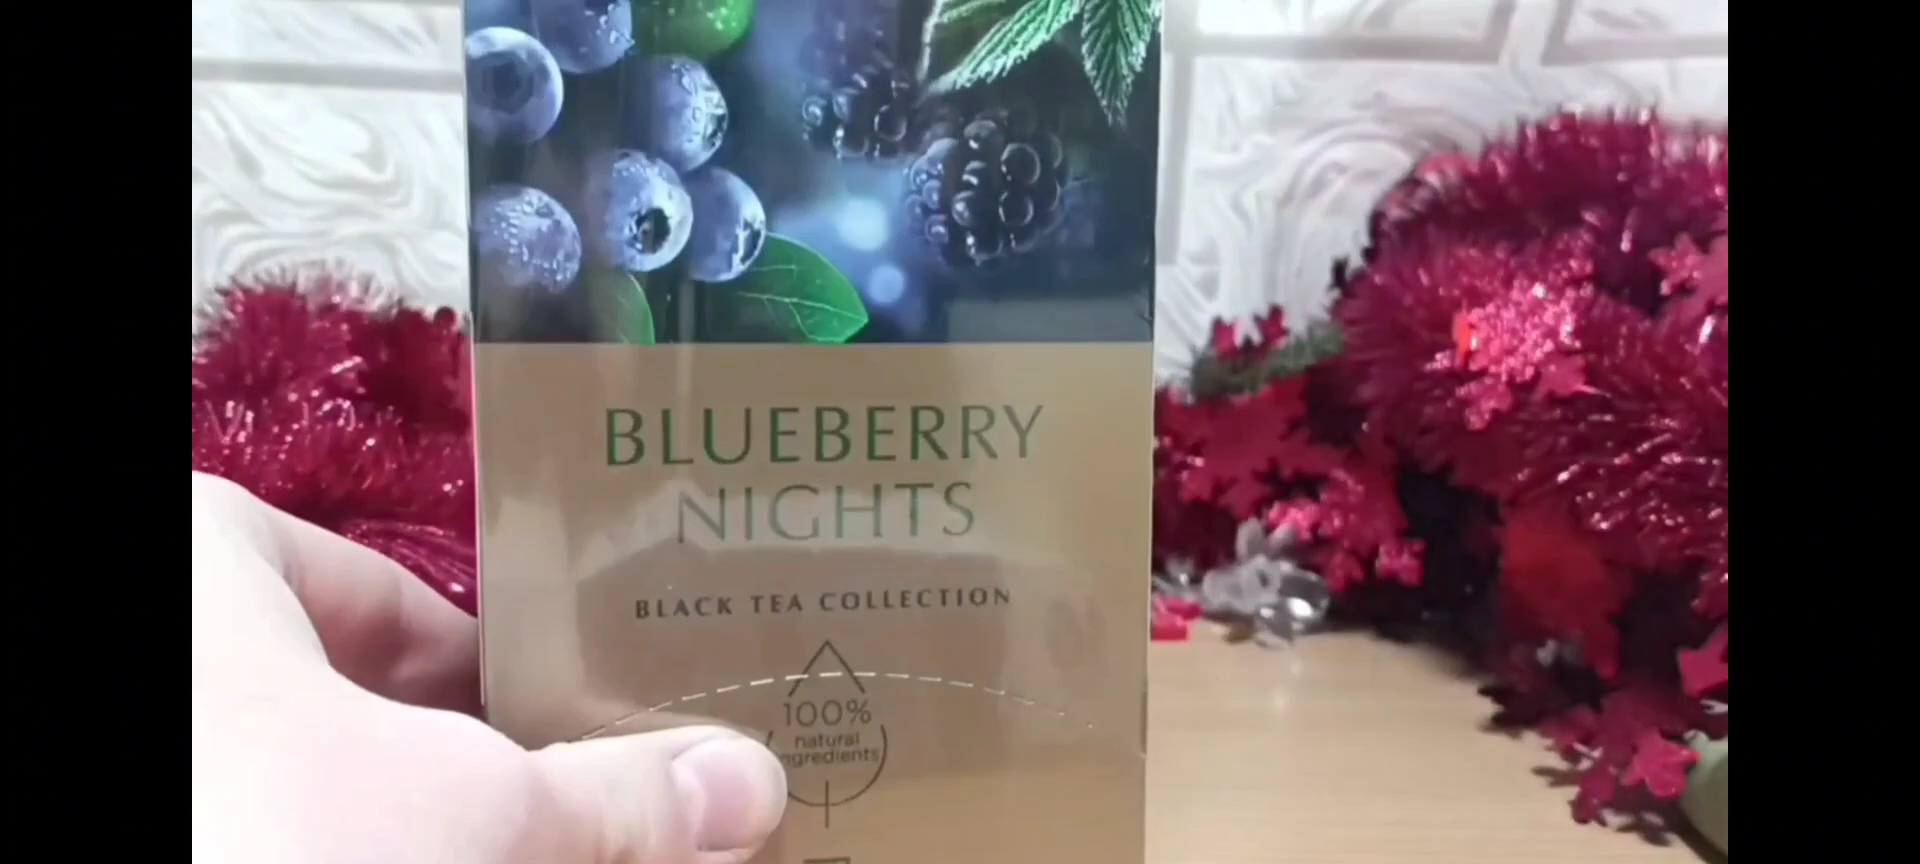 BLUEBERRY
NIGHTS
BLACK TEA COLLECTION
100%
natural
ingredients